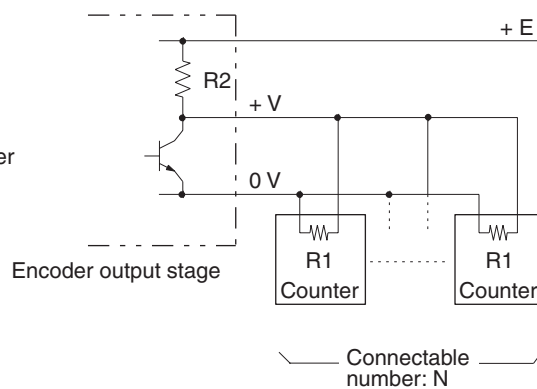 + E
R2
+ V
er
0 V
Encoder output stage
R1
Counter
R1
Counter
Connectable
number: N